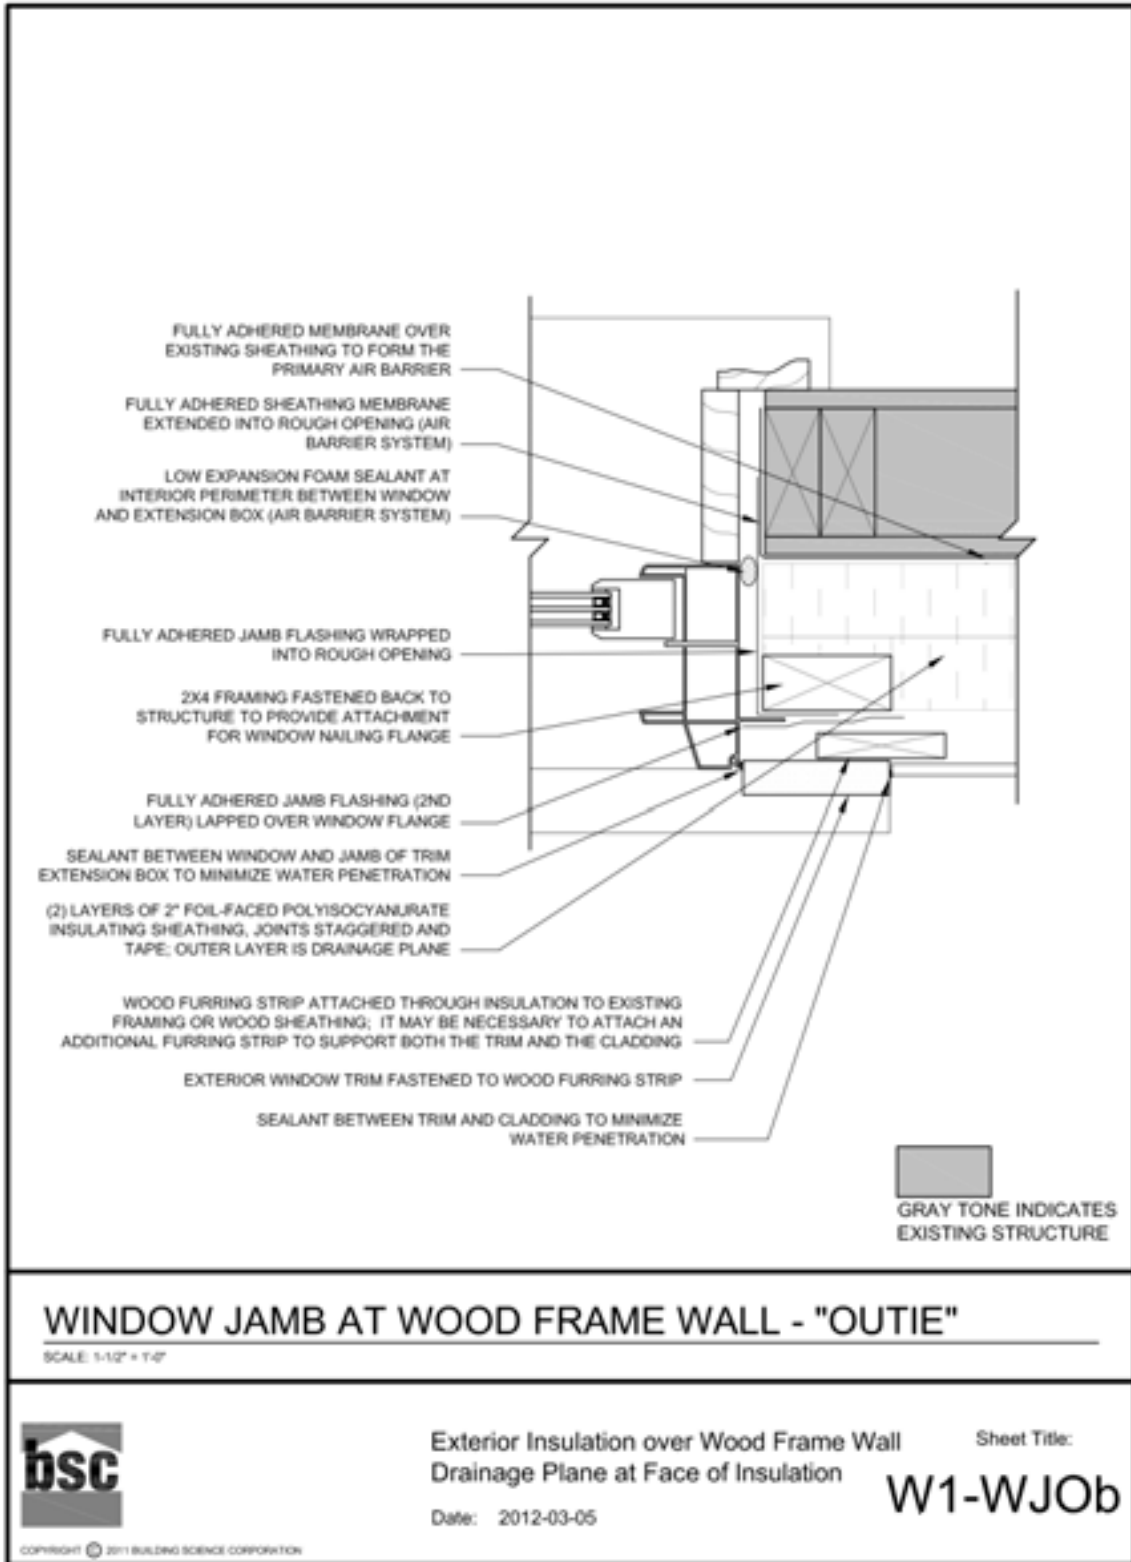 FULLY ADHERED MEMBRANE OVER
EXISTING SHEATHING TO FORM THE
PRIMARY AIR BARRIER
FULLY ADHERED SHEATHING MEMBRANE
EXTENDED INTO ROUGH OPENING (AIR
BARRIER SYSTEM)
LOW EXPANSION FOAM SEALANT AT
INTERIOR PERIMETER BETWEEN WINDOW
AND EXTENSION BOX (AIR BARRIER SYSTEM)
FULLY ADHERED JAMB FLASHING WRAPPED
INTO ROUGH OPENING
2X4 FRAMING FASTENED BACK TO
STRUCTURE TO PROVIDE ATTACHMENT
FOR WINDOW NAILING FLANGE
FULLY ADHERED JAMB FLASHING (2ND
LAYER) LAPPED OVER WINDOW FLANGE
SEALANT BETWEEN WINDOW AND JAMB OF TRIM
EXTENSION BOX TO MINIMIZE WATER PENETRATION
(2) LAYERS OF 2" FOIL-FACED POLYISOCYANURATE
INSULATING SHEATHING, JOINTS STAGGERED AND
TAPE; OUTER LAYER IS DRAINAGE PLANE
WOOD FURRING STRIP ATTACHED THROUGH INSULATION TO EXISTING
FRAMING OR WOOD SHEATHING; IT MAY BE NECESSARY TO ATTACH AN
ADDITIONAL FURRING STRIP TO SUPPORT BOTH THE TRIM AND THE CLADDING
EXTERIOR WINDOW TRIM FASTENED TO WOOD FURRING STRIP
SEALANT BETWEEN TRIM AND CLADDING TO MINIMIZE
WATER PENETRATION
GRAY TONE INDICATES
EXISTING STRUCTURE
WINDOW JAMB AT WOOD FRAME WALL - "OUTIE"
SCALE: 1-1/2" = 1'-0"
bsc
Exterior Insulation over Wood Frame Wall
Drainage Plane at Face of Insulation
Date: 2012-03-05
Sheet Title:
W1-WJOb
COPYRIGHT © 2011 BUILDING SCIENCE CORPORATION